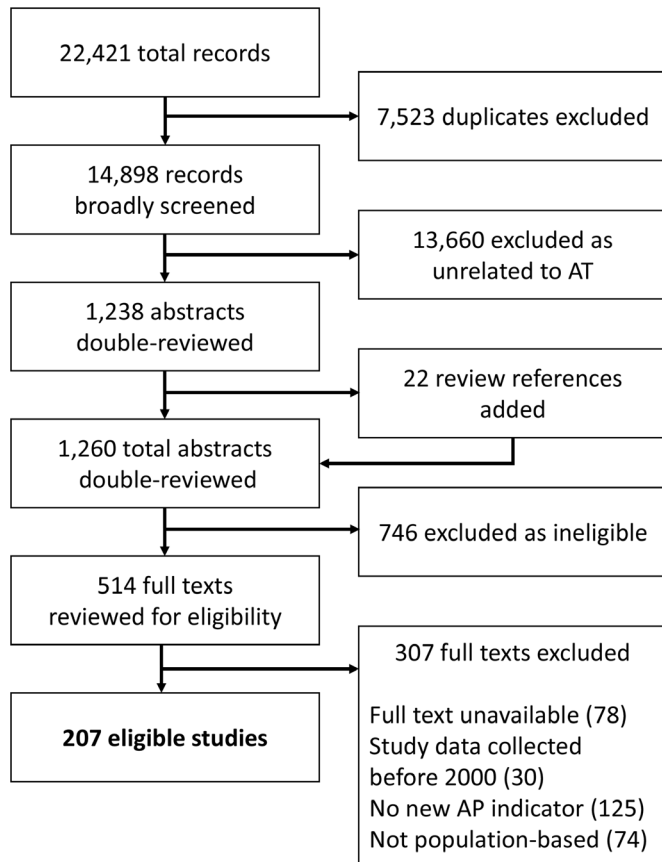 22,421 total records
7,523 duplicates excluded
14,898 records
broadly screened
13,660 excluded as
unrelated to AT
1,238 abstracts
double-reviewed
22 review references
added
1,260 total abstracts
double-reviewed
746 excluded as ineligible
514 full texts
reviewed for eligibility
307 full texts excluded
Full text unavailable (78)
Study data collected
before 2000 (30)
No new AP indicator (125)
Not population-based (74)
207 eligible studies